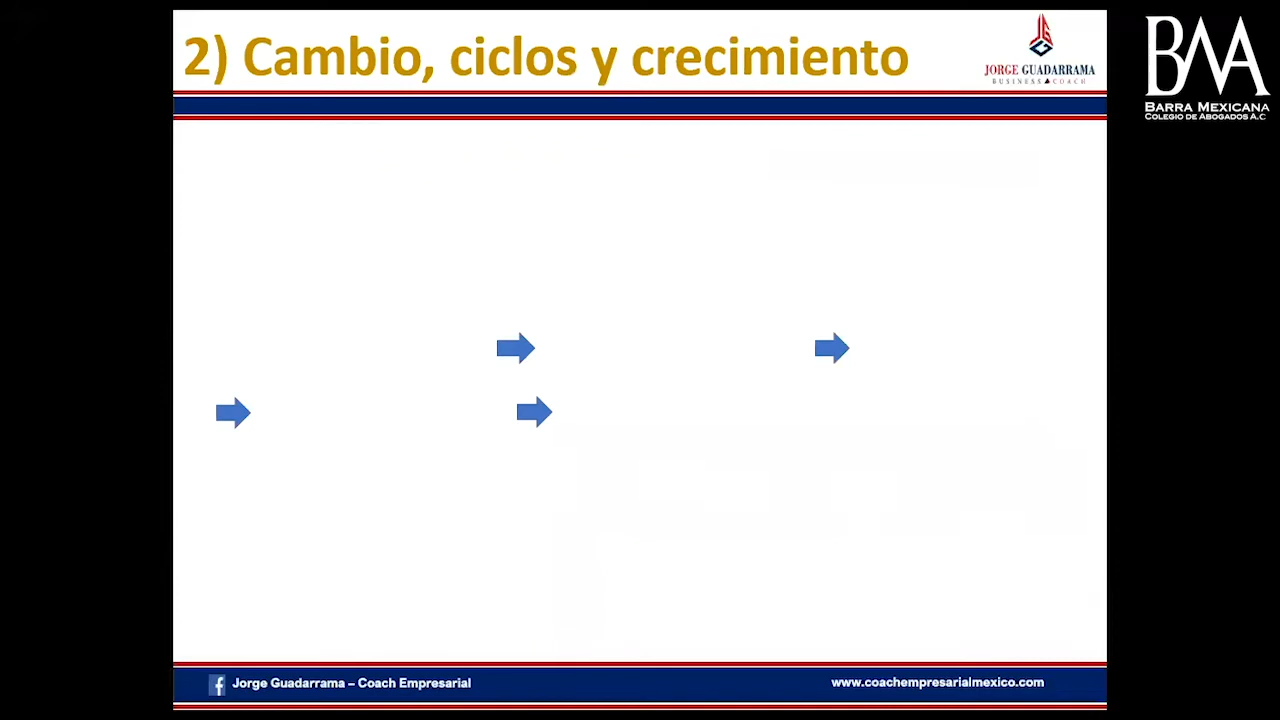 2) Cambio, ciclos y crecimiento
JORGE GUADARRAMA
BUSINESS COACH
BMA
BARRA MEXICANA
COLEGIO DE ABOGADOS A.C
f Jorge Guadarrama – Coach Empresarial
www.coachempresarialmexico.com